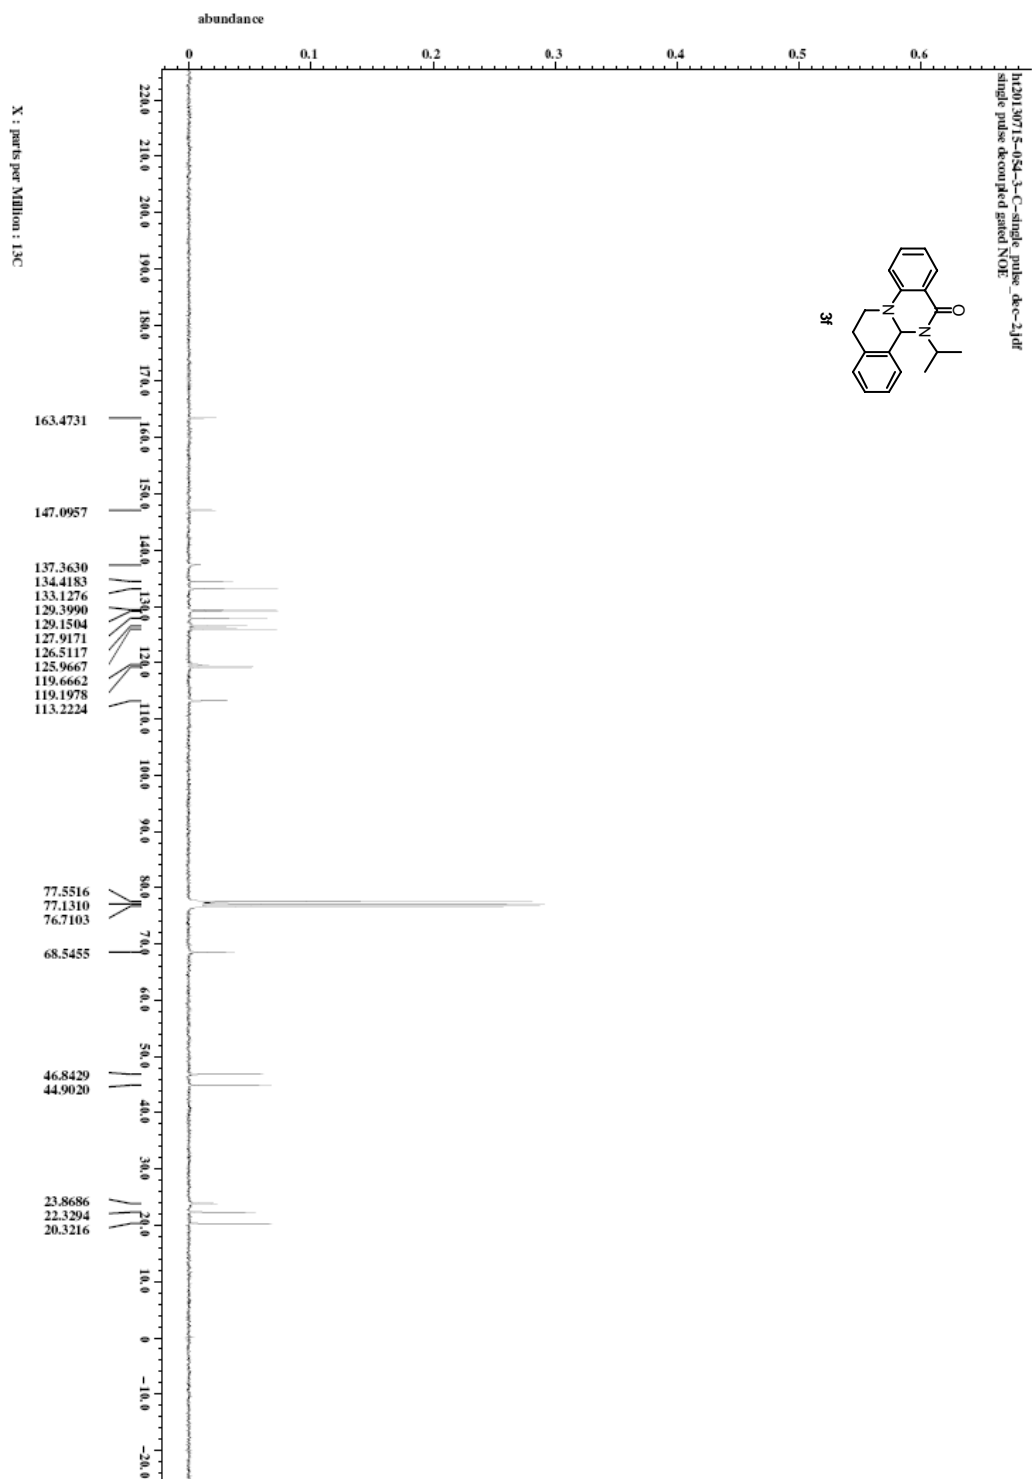 ht20130715-054-3-C-single_pulse_dec-2.jdf
single pulse decoupled gated NOE
abundance
0 0.1 0.2 0.3 0.4 0.5 0.6
O
N
N
3f
220.0 210.0 200.0 190.0 180.0 170.0 160.0 150.0 140.0 130.0 120.0 110.0 100.0 90.0 80.0 70.0 60.0 50.0 40.0 30.0 20.0 10.0 0 -10.0 -20.0
X : parts per Million : 13C
163.4731
147.0957
137.3630
134.4183
133.1276
129.3990
129.1504
127.9171
126.5117
125.9667
119.6662
119.1978
113.2224
77.5516
77.1310
76.7103
68.5455
46.8429
44.9020
23.8686
22.3294
20.3216